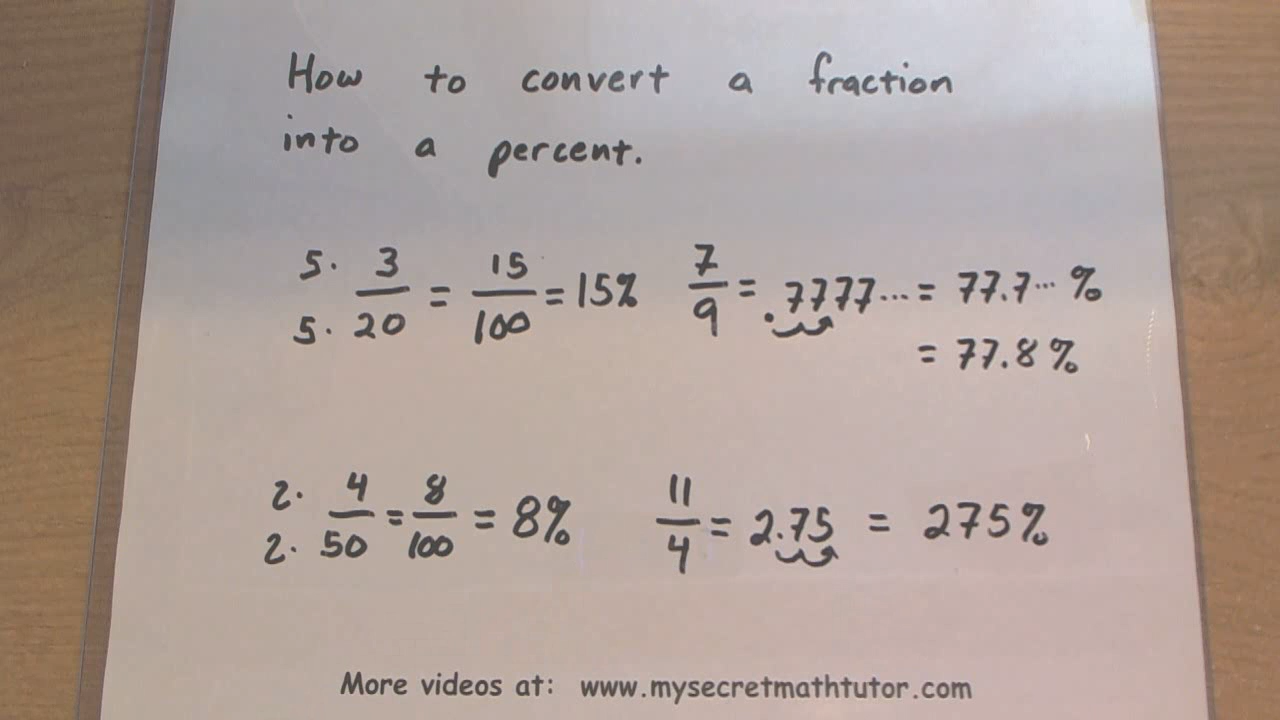 How to convert a fraction
into a percent.
5· 3/5· 20 = 15/100 = 15%
7/9 = .7777... = 77.7... %
= 77.8%
2· 4/2· 50 = 8/100 = 8%
11/4 = 2.75 = 275%
More videos at: www.mysecretmathtutor.com